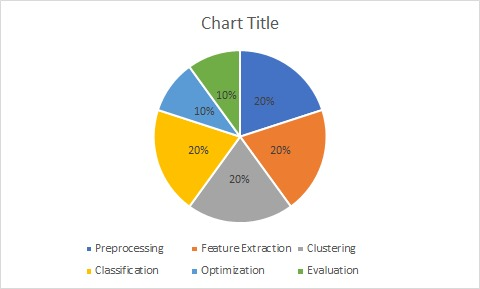 Chart Title
10%
20%
10%
20%
20%
20%
Preprocessing Feature Extraction Clustering
Classification Optimization Evaluation